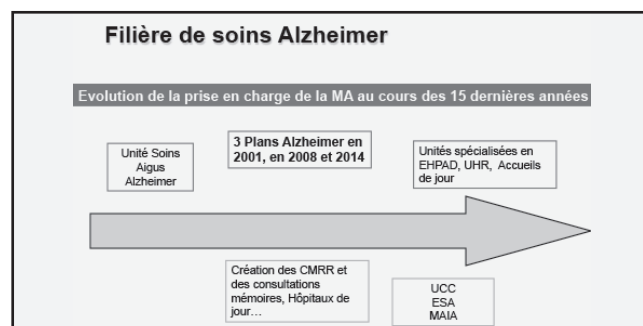 Filière de soins Alzheimer
Evolution de la prise en charge de la MA au cours des 15 dernières années
Unité Soins
Aigus
Alzheimer
3 Plans Alzheimer en
2001, en 2008 et 2014
Unités spécialisées en
EHPAD, UHR, Accueils
de jour
Création des CMRR et
des consultations
mémoires, Hôpitaux de
jour…
UCC
ESA
MAIA